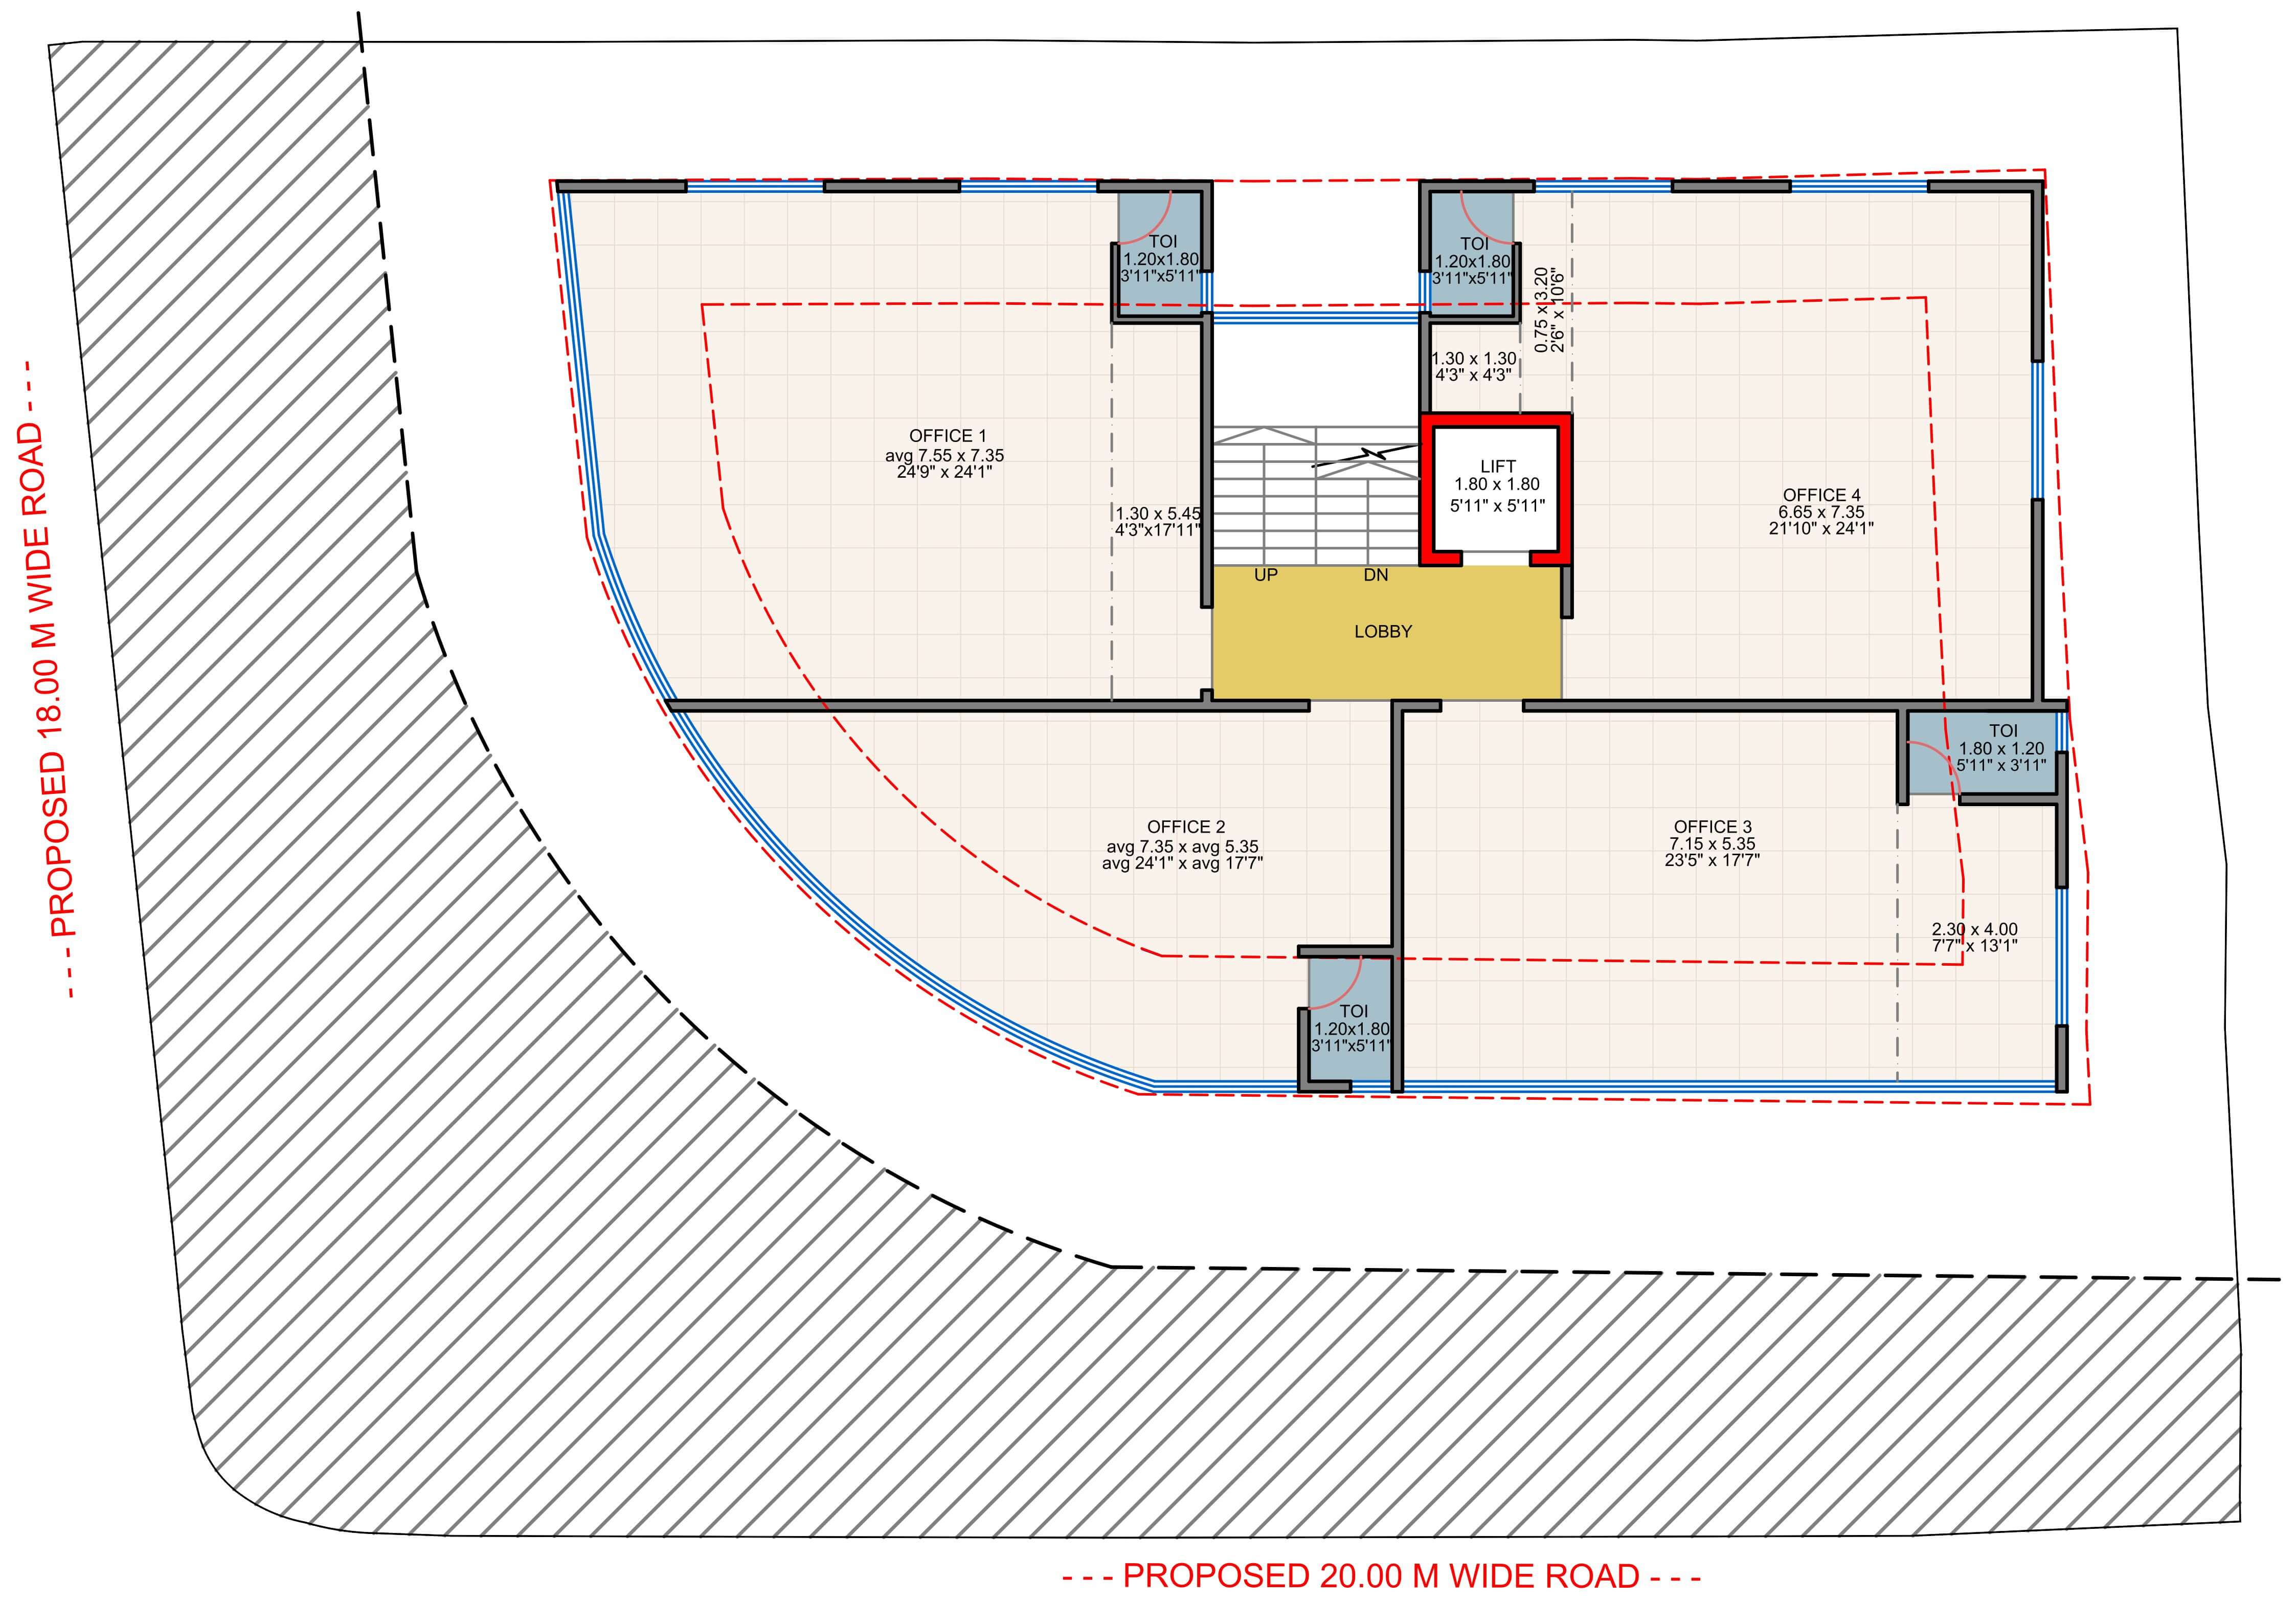 --- PROPOSED 18.00 M WIDE ROAD ---
TOI
1.20x1.80
3'11"x5'11"
TOI
1.20x1.80
3'11"x5'11"
0.75 x 3.20
2'6" x 10'6"
1.30 x 1.30
4'3" x 4'3"
OFFICE 1
avg 7.55 x 7.35
24'9" x 24'1"
1.30 x 5.45
4'3"x17'11"
LIFT
1.80 x 1.80
5'11" x 5'11"
OFFICE 4
6.65 x 7.35
21'10" x 24'1"
UP
DN
LOBBY
TOI
1.80 x 1.20
5'11" x 3'11"
OFFICE 2
avg 7.35 x avg 5.35
avg 24'1" x avg 17'7"
OFFICE 3
7.15 x 5.35
23'5" x 17'7"
2.30 x 4.00
7'7" x 13'1"
TOI
1.20x1.80
3'11"x5'11"
--- PROPOSED 20.00 M WIDE ROAD ---